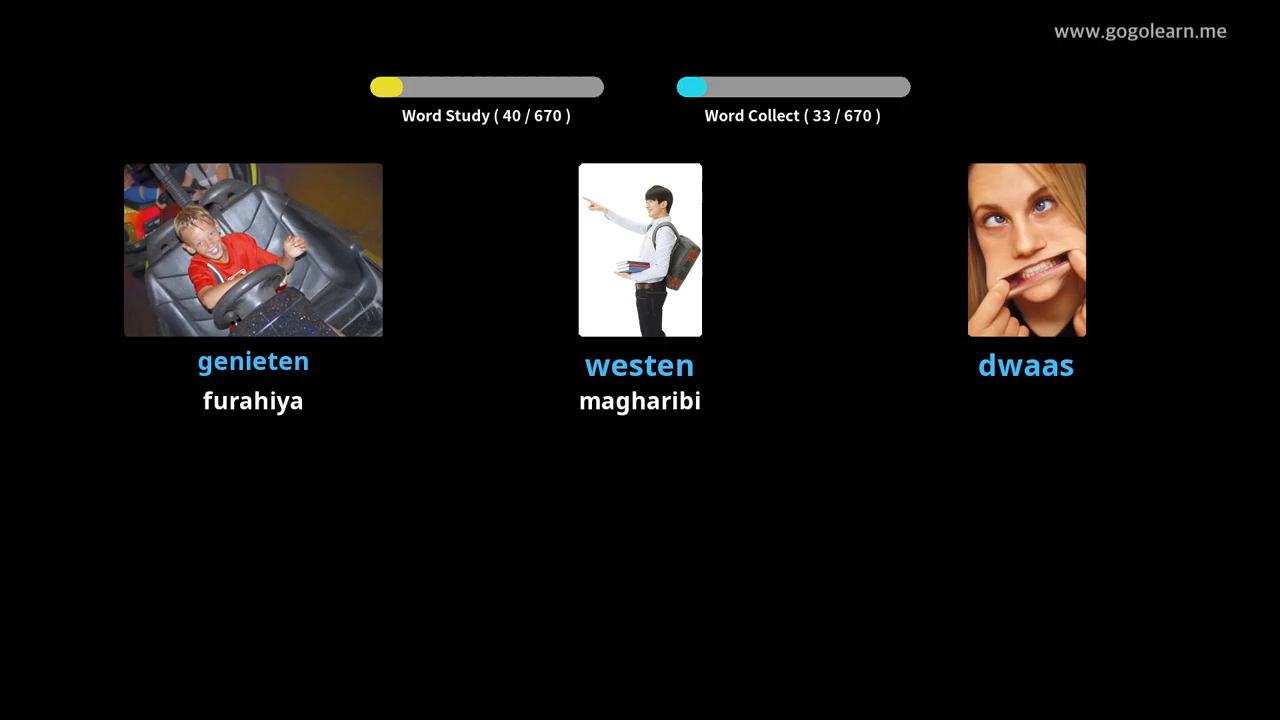 www.gogolearn.me
Word Study ( 40 / 670 )
Word Collect ( 33 / 670 )
genieten
westen
dwaas
furahiya
magharibi